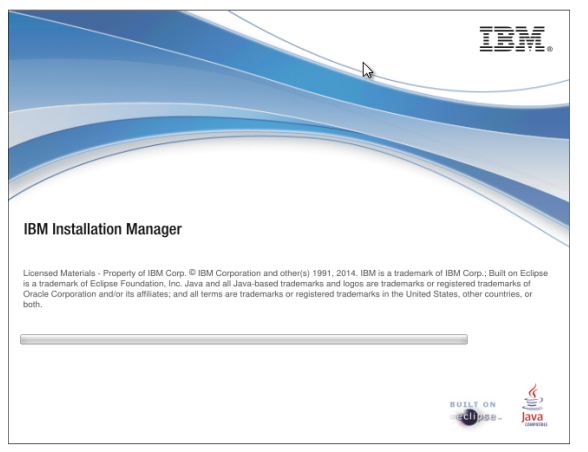 IBM.
IBM Installation Manager
Licensed Materials - Property of IBM Corp. © IBM Corporation and other(s) 1991, 2014. IBM is a trademark of IBM Corp.; Built on Eclipse
is a trademark of Eclipse Foundation, Inc. Java and all Java-based trademarks and logos are trademarks or registered trademarks of
Oracle Corporation and/or its affiliates; and all terms are trademarks or registered trademarks in the United States, other countries, or
both.
BUILT ON
eclipse™
Java
COMPATIBLE